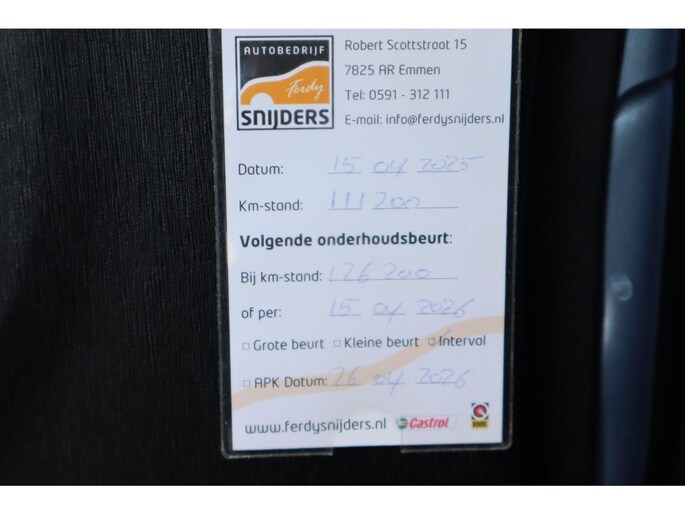 AUTOBEDRIJF
Ferdy
SNIJDERS
Robert Scottstraat 15
7825 AR Emmen
Tel: 0591 - 312 111
E-mail: info@ferdysnijders.nl
Datum: 15 04 2025
Km-stand: 111200
Volgende onderhoudsbeurt:
Bij km-stand: 126200
of per: 15 04 2026
Grote beurt Kleine beurt Interval
APK Datum: 26 04 2026
www.ferdysnijders.nl Castrol BOVAG